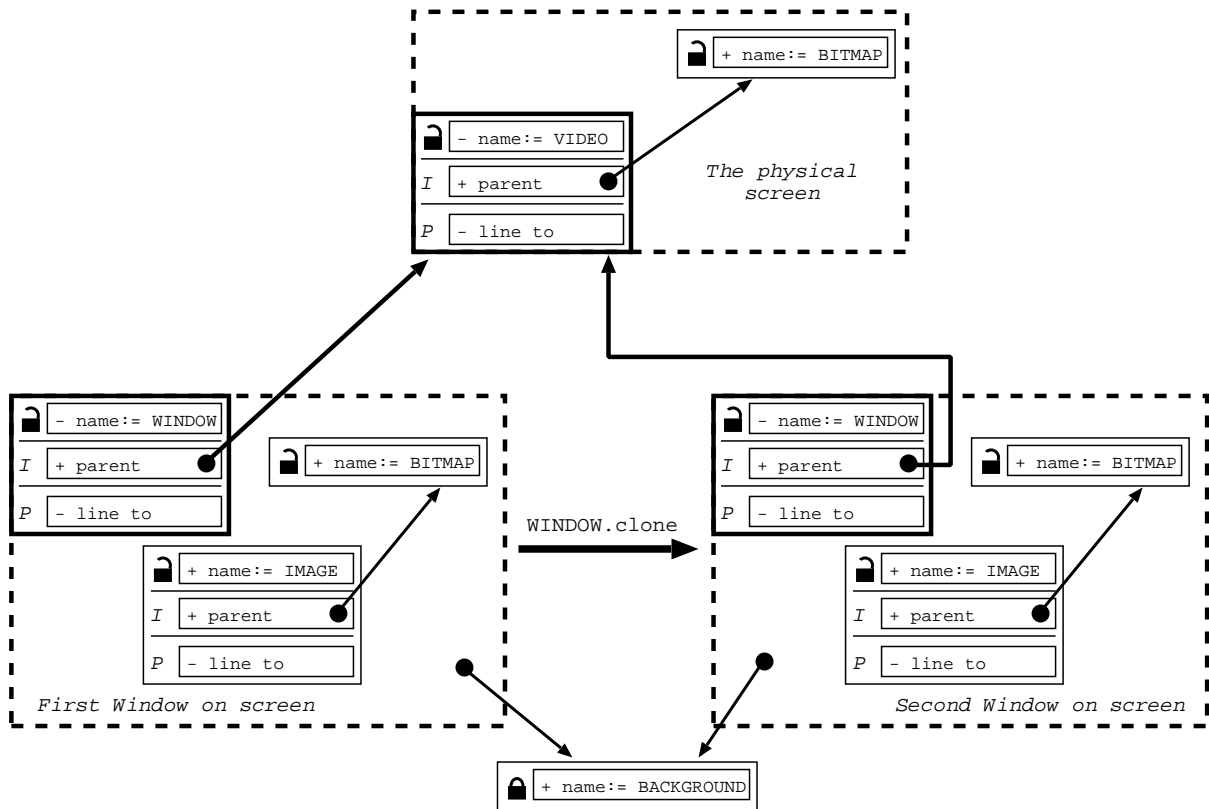 + name:= BITMAP
- name:= VIDEO
I + parent
P - line to
The physical
screen
- name:= WINDOW
I + parent
P - line to
+ name:= BITMAP
+ name:= IMAGE
I + parent
P - line to
First Window on screen
WINDOW.clone
- name:= WINDOW
I + parent
P - line to
+ name:= BITMAP
+ name:= IMAGE
I + parent
P - line to
Second Window on screen
+ name:= BACKGROUND